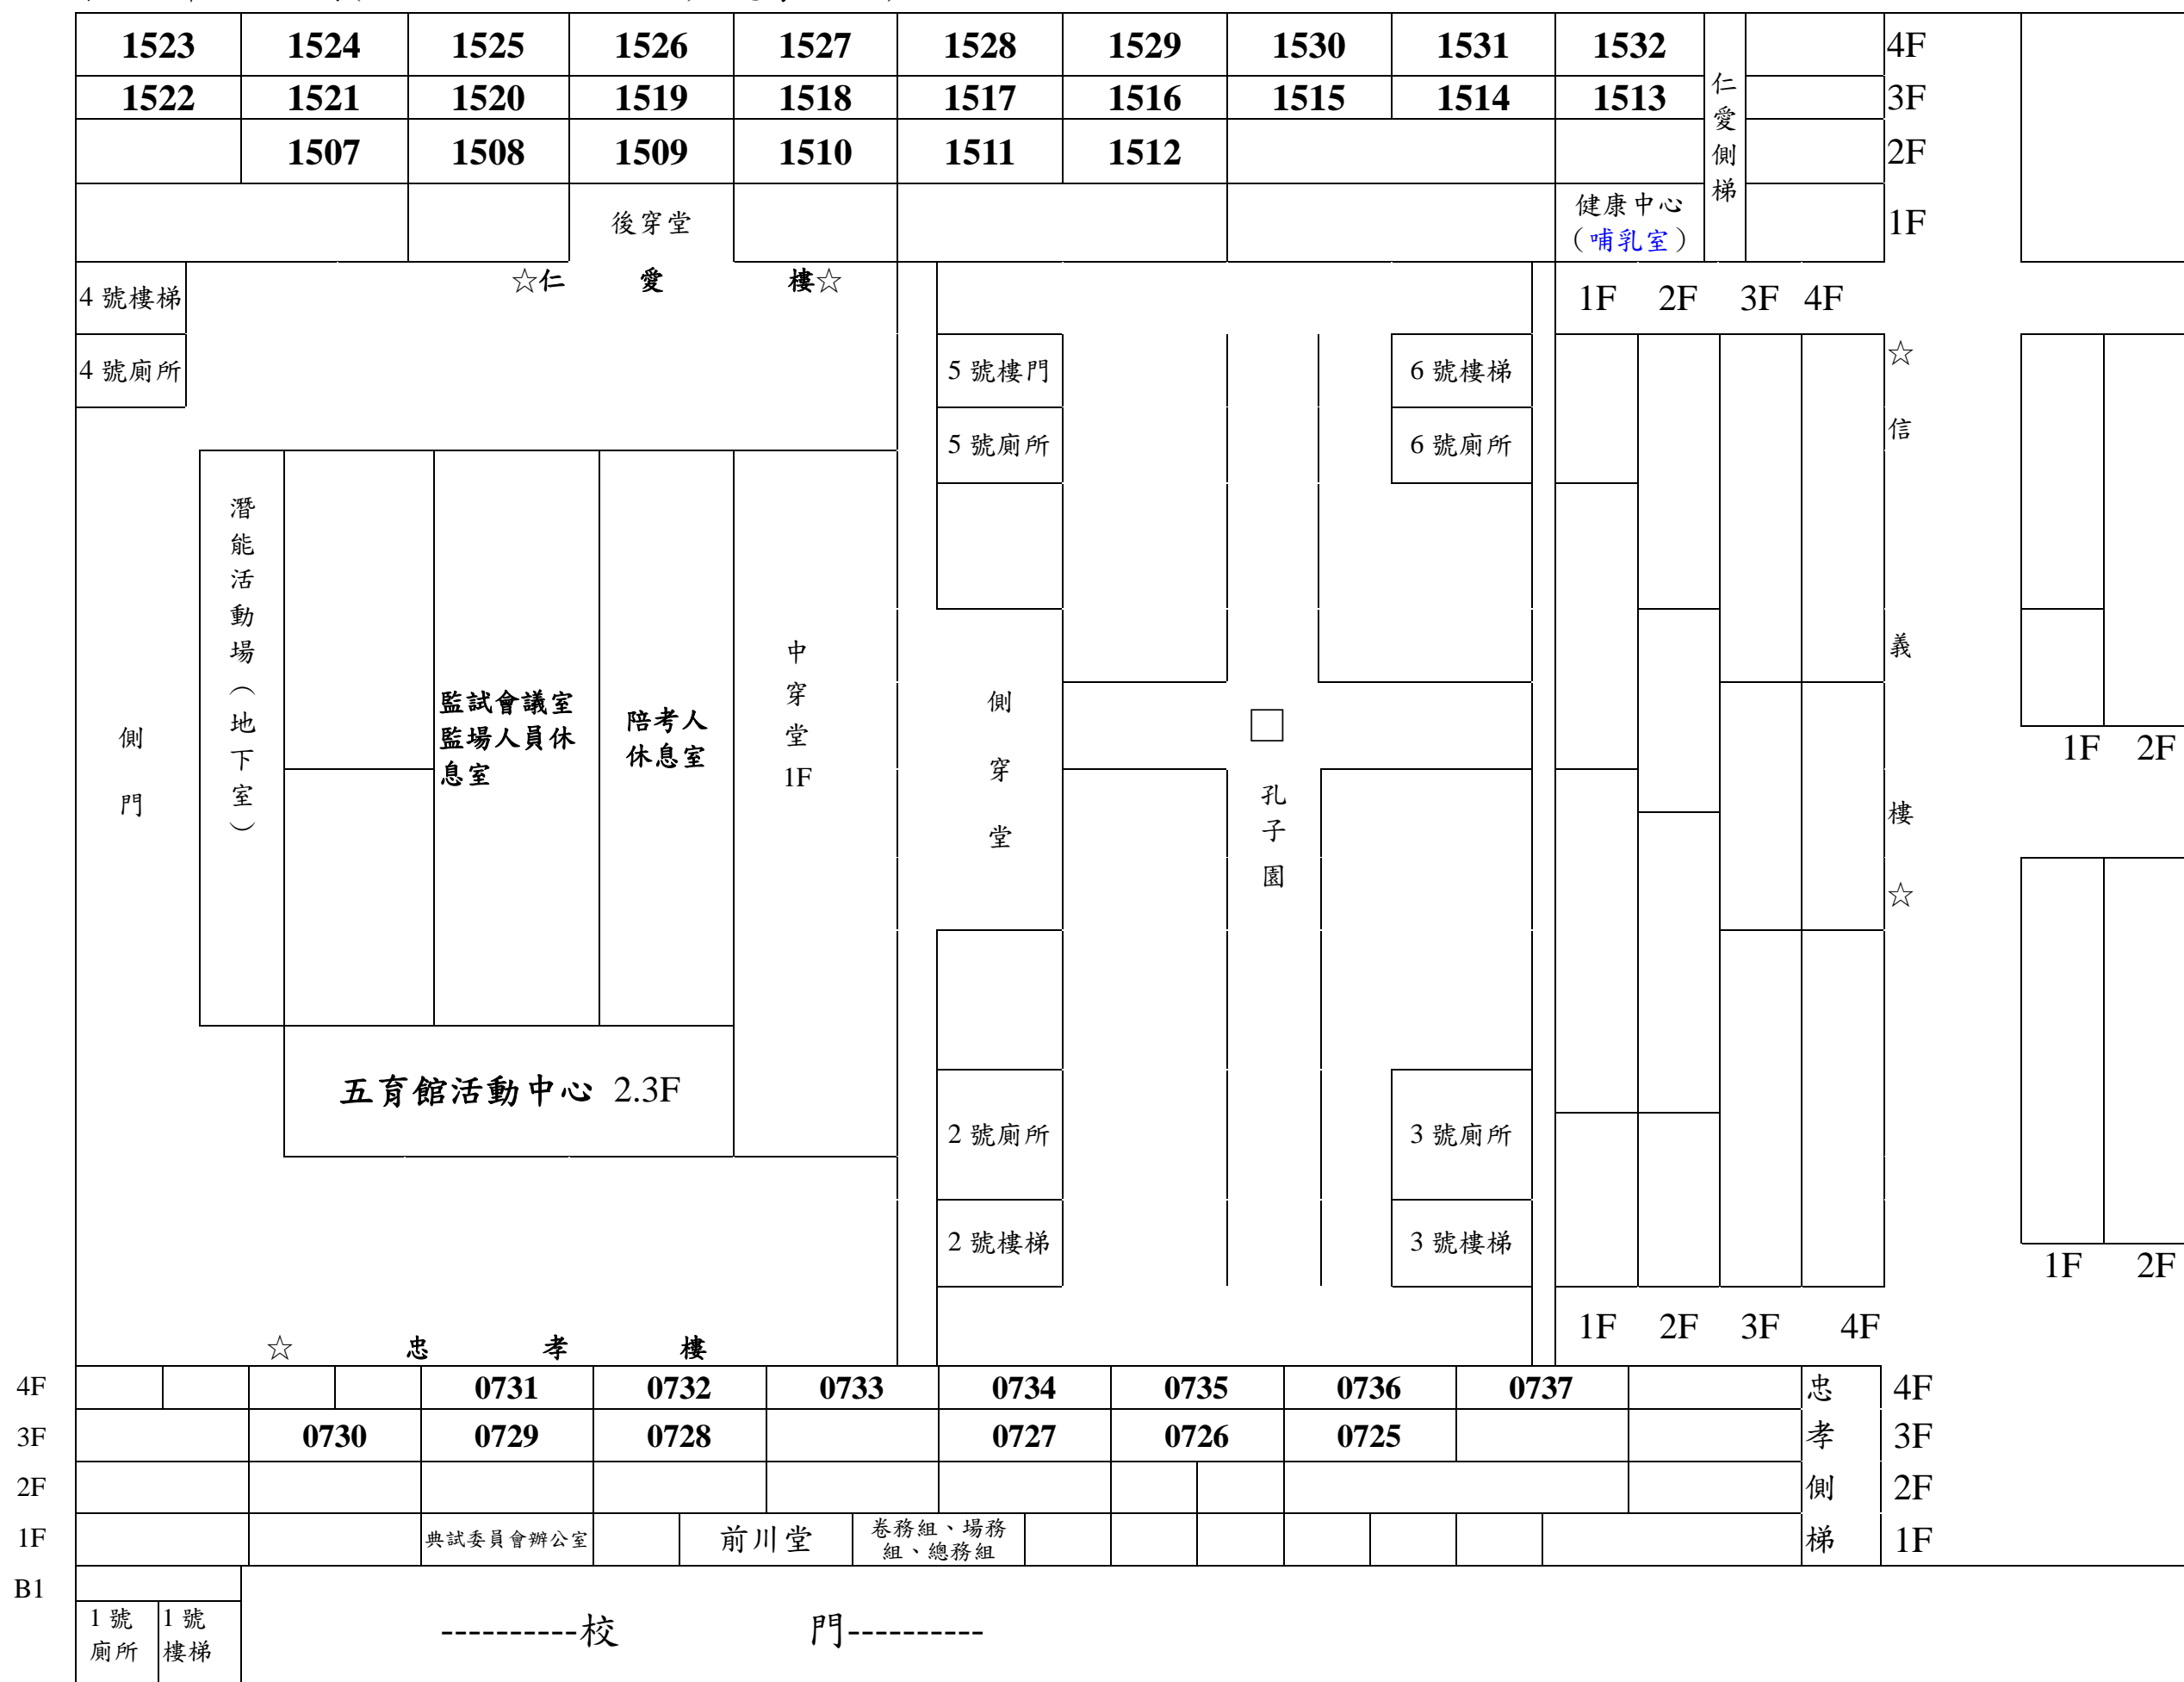 1523 1524 1525 1526 1527 1528 1529 1530 1531 1532 4F
1522 1521 1520 1519 1518 1517 1516 1515 1514 1513 3F
1507 1508 1509 1510 1511 1512 2F
仁愛側梯
後穿堂 健康中心 1F
（哺乳室）
☆仁 愛 樓☆
4 號樓梯 1F 2F 3F 4F
4 號廁所 5 號樓門 6 號樓梯
5 號廁所 6 號廁所
☆信義樓☆
潛能活動場（地下室）
側門
監試會議室
監場人員休
息室
陪考人
休息室
中穿堂1F
側穿堂
孔子園
1F 2F
五育館活動中心 2.3F
2 號廁所 3 號廁所
2 號樓梯 3 號樓梯
1F 2F
1F 2F 3F 4F
☆ 忠 孝 樓
4F 0731 0732 0733 0734 0735 0736 0737 4F
3F 0730 0729 0728 0727 0726 0725 3F
2F 2F
忠孝側梯
1F 典試委員會辦公室 前川堂 卷務組、場務 1F
組、總務組
B1
1 號 1 號
廁所 樓梯
----------校 門----------